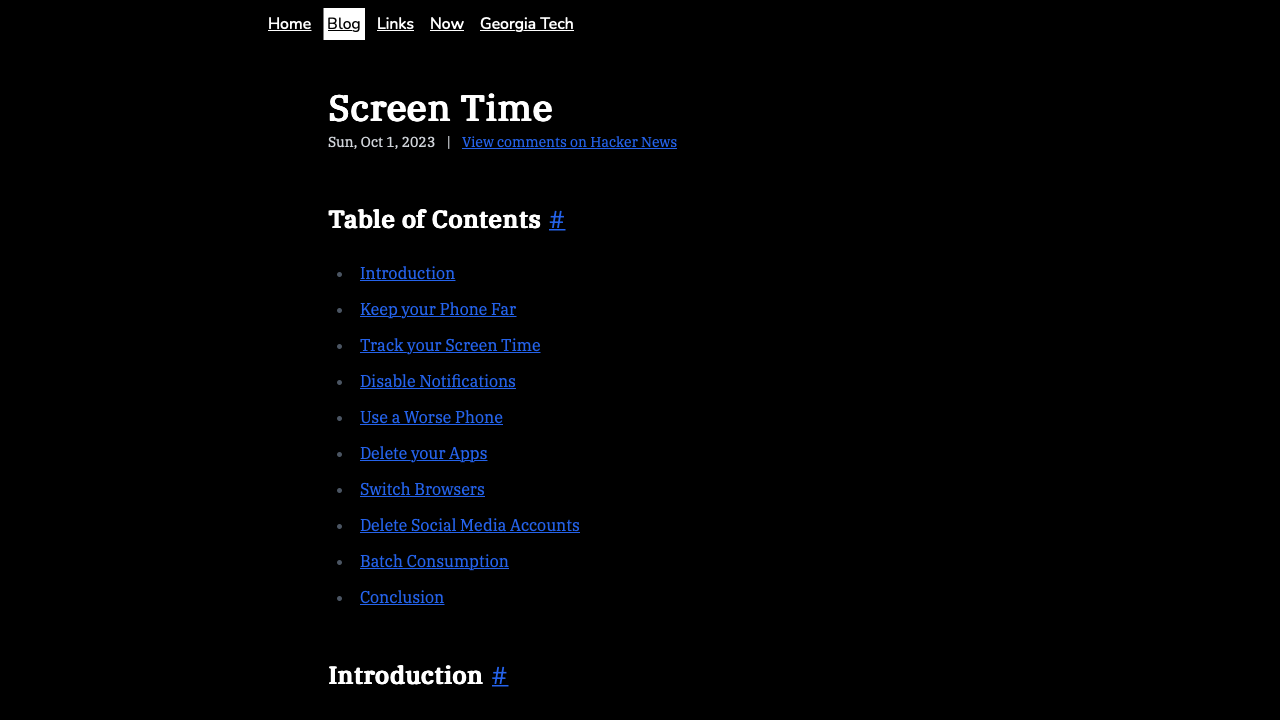 Home Blog Links Now Georgia Tech
Screen Time
Sun, Oct 1, 2023 | View comments on Hacker News
Table of Contents #
Introduction
Keep your Phone Far
Track your Screen Time
Disable Notifications
Use a Worse Phone
Delete your Apps
Switch Browsers
Delete Social Media Accounts
Batch Consumption
Conclusion
Introduction #